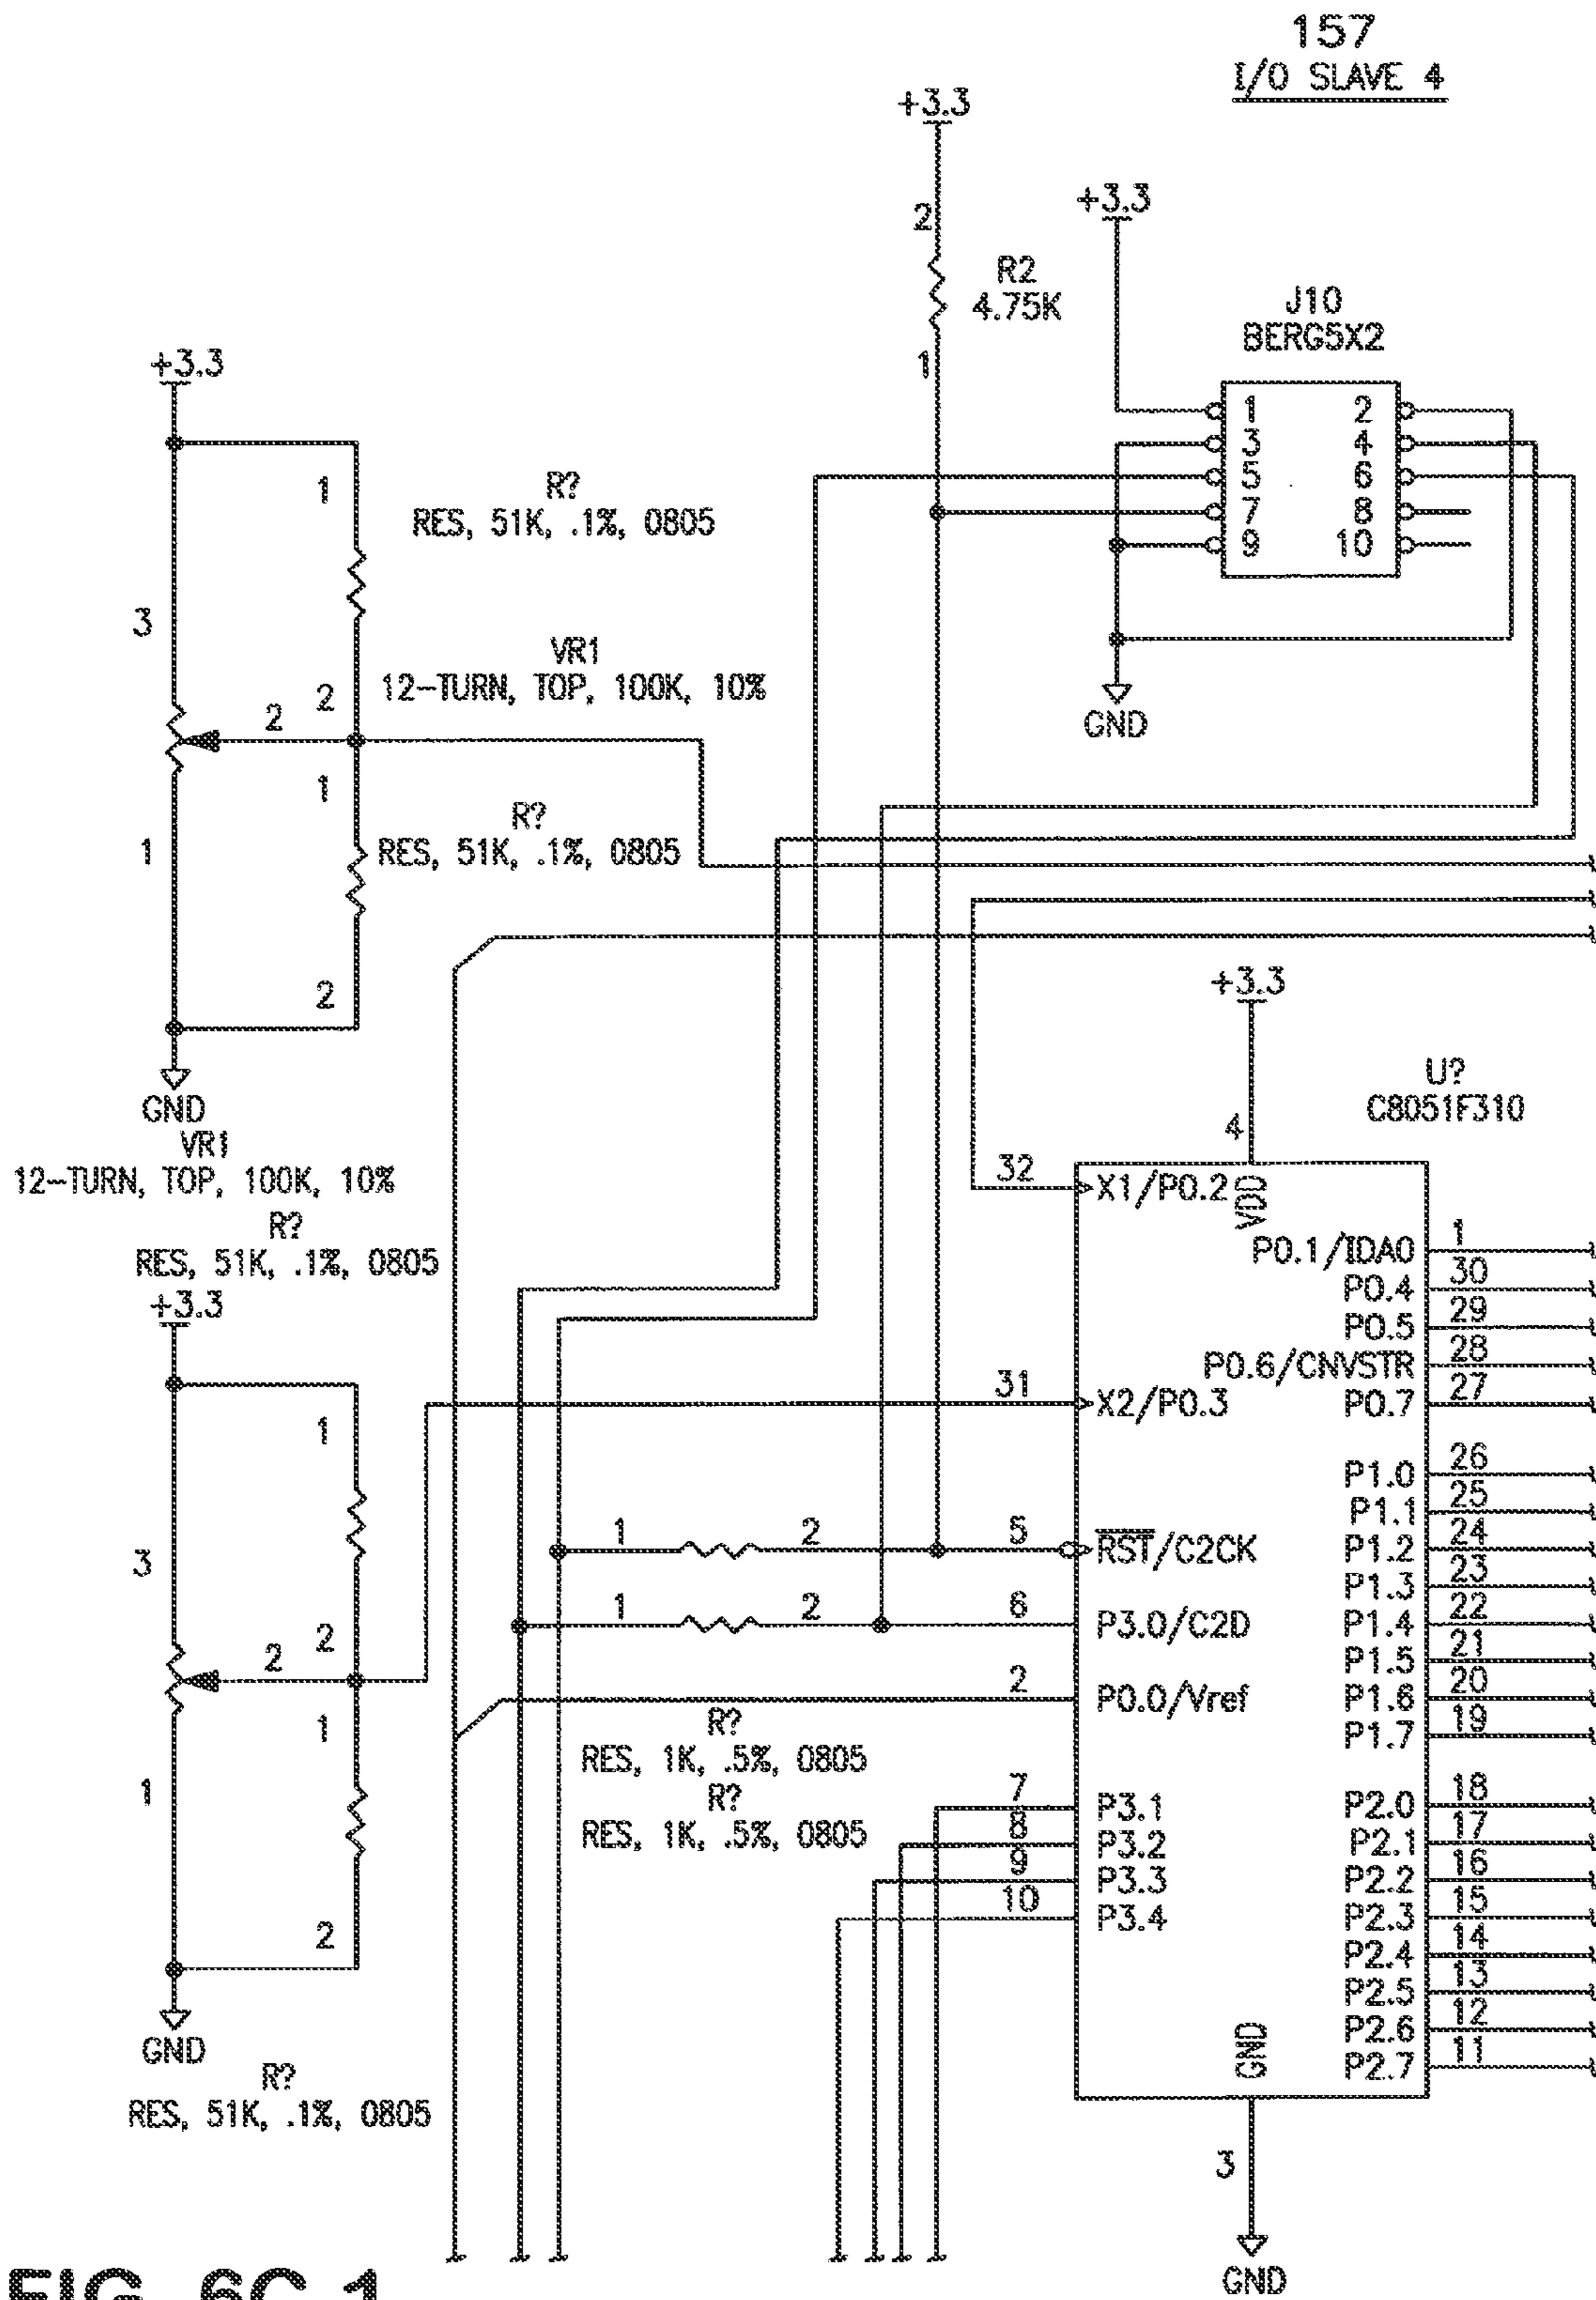 157
I/O SLAVE 4
+3.3
+3.3
2
R2
4.75K
1
J10
BERG5X2
1 2
3 4
5 6
7 8
9 10
GND
+3.3
1
R?
RES, 51K, .1%, 0805
3
VR1
12-TURN, TOP, 100K, 10%
2
2
1
R?
RES, 51K, .1%, 0805
1
2
GND
VR1
12-TURN, TOP, 100K, 10%
R?
RES, 51K, .1%, 0805
+3.3
1
3
2
2
1
1
2
GND
R?
RES, 51K, .1%, 0805
+3.3
U?
C8051F310
4
32
X1/P0.2
VDD
P0.1/IDA0 1
P0.4 30
P0.5 29
P0.6/CNVSTR 28
31 X2/P0.3
P0.7 27
P1.0 26
P1.1 25
1 2 5 RST/C2CK
P1.2 24
P1.3 23
1 2 6 P3.0/C2D
P1.4 22
P1.5 21
2 P0.0/Vref
P1.6 20
P1.7 19
R?
RES, 1K, .5%, 0805
R?
RES, 1K, .5%, 0805
7 P3.1
8 P3.2
9 P3.3
10 P3.4
P2.0 18
P2.1 17
P2.2 16
P2.3 15
P2.4 14
P2.5 13
P2.6 12
P2.7 11
GND
3
GND
FIG. 6C.1